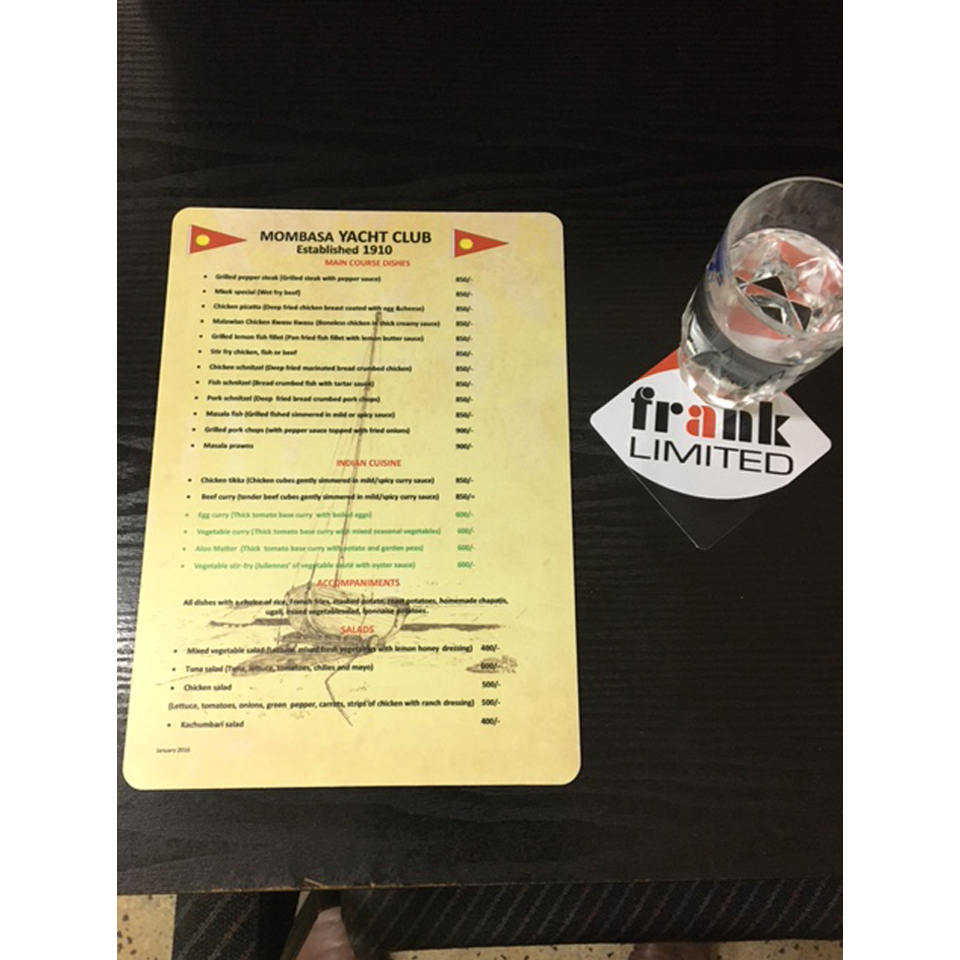 MOMBASA YACHT CLUB
Established 1910
MAIN COURSE DISHES
• Grilled pepper steak (Grilled steak with pepper sauce) 850/-
• Mkok special (Wet fry beef) 850/-
• Chicken picatta (Deep fried chicken breast coated with egg &cheese) 850/-
• Malawian Chicken Kwasu Kwasu (Boneless chicken in thick creamy sauce) 850/-
• Grilled lemon fish fillet (Pan fried fish fillet with lemon butter sauce) 850/-
• Stir fry chicken, fish or beef 850/-
• Chicken schnitzel (Deep fried marinated bread crumbed chicken) 850/-
• Fish schnitzel (Bread crumbed fish with tartar sauce) 850/-
• Pork schnitzel (Deep fried bread crumbed pork chops) 850/-
• Masala fish (Grilled fished simmered in mild or spicy sauce) 850/-
• Grilled pork chops (with pepper sauce topped with fried onions) 900/-
• Masala prawns 900/-
INDIAN CUISINE
• Chicken tikka (Chicken cubes gently simmered in mild/spicy curry sauce) 850/-
• Beef curry (tender beef cubes gently simmered in mild/spicy curry sauce) 850/=
• Egg curry (Thick tomato base curry with boiled eggs) 600/-
• Vegetable curry (Thick tomato base curry with mixed seasonal vegetables) 600/-
• Aloo Matter (Thick tomato base curry with potato and garden peas) 600/-
• Vegetable stir-fry (Juliennes' of vegetable sauté with oyster sauce) 600/-
ACCOMPANIMENTS
All dishes with a choice of rice, French fries, mashed potato, roast potatoes, homemade chapatis,
ugali, mixed vegetablesalad, lyonnaise potatoes.
SALADS
• Mixed vegetable salad (Lettuce, mixed fresh vegetables with lemon honey dressing) 400/-
• Tuna salad (Tuna, lettuce, tomatoes, chilies and mayo) 600/-
• Chicken salad 500/-
(Lettuce, tomatoes, onions, green pepper, carrots, strips of chicken with ranch dressing) 500/-
• Kachumbari salad 400/-
January 2016
frank
LIMITED